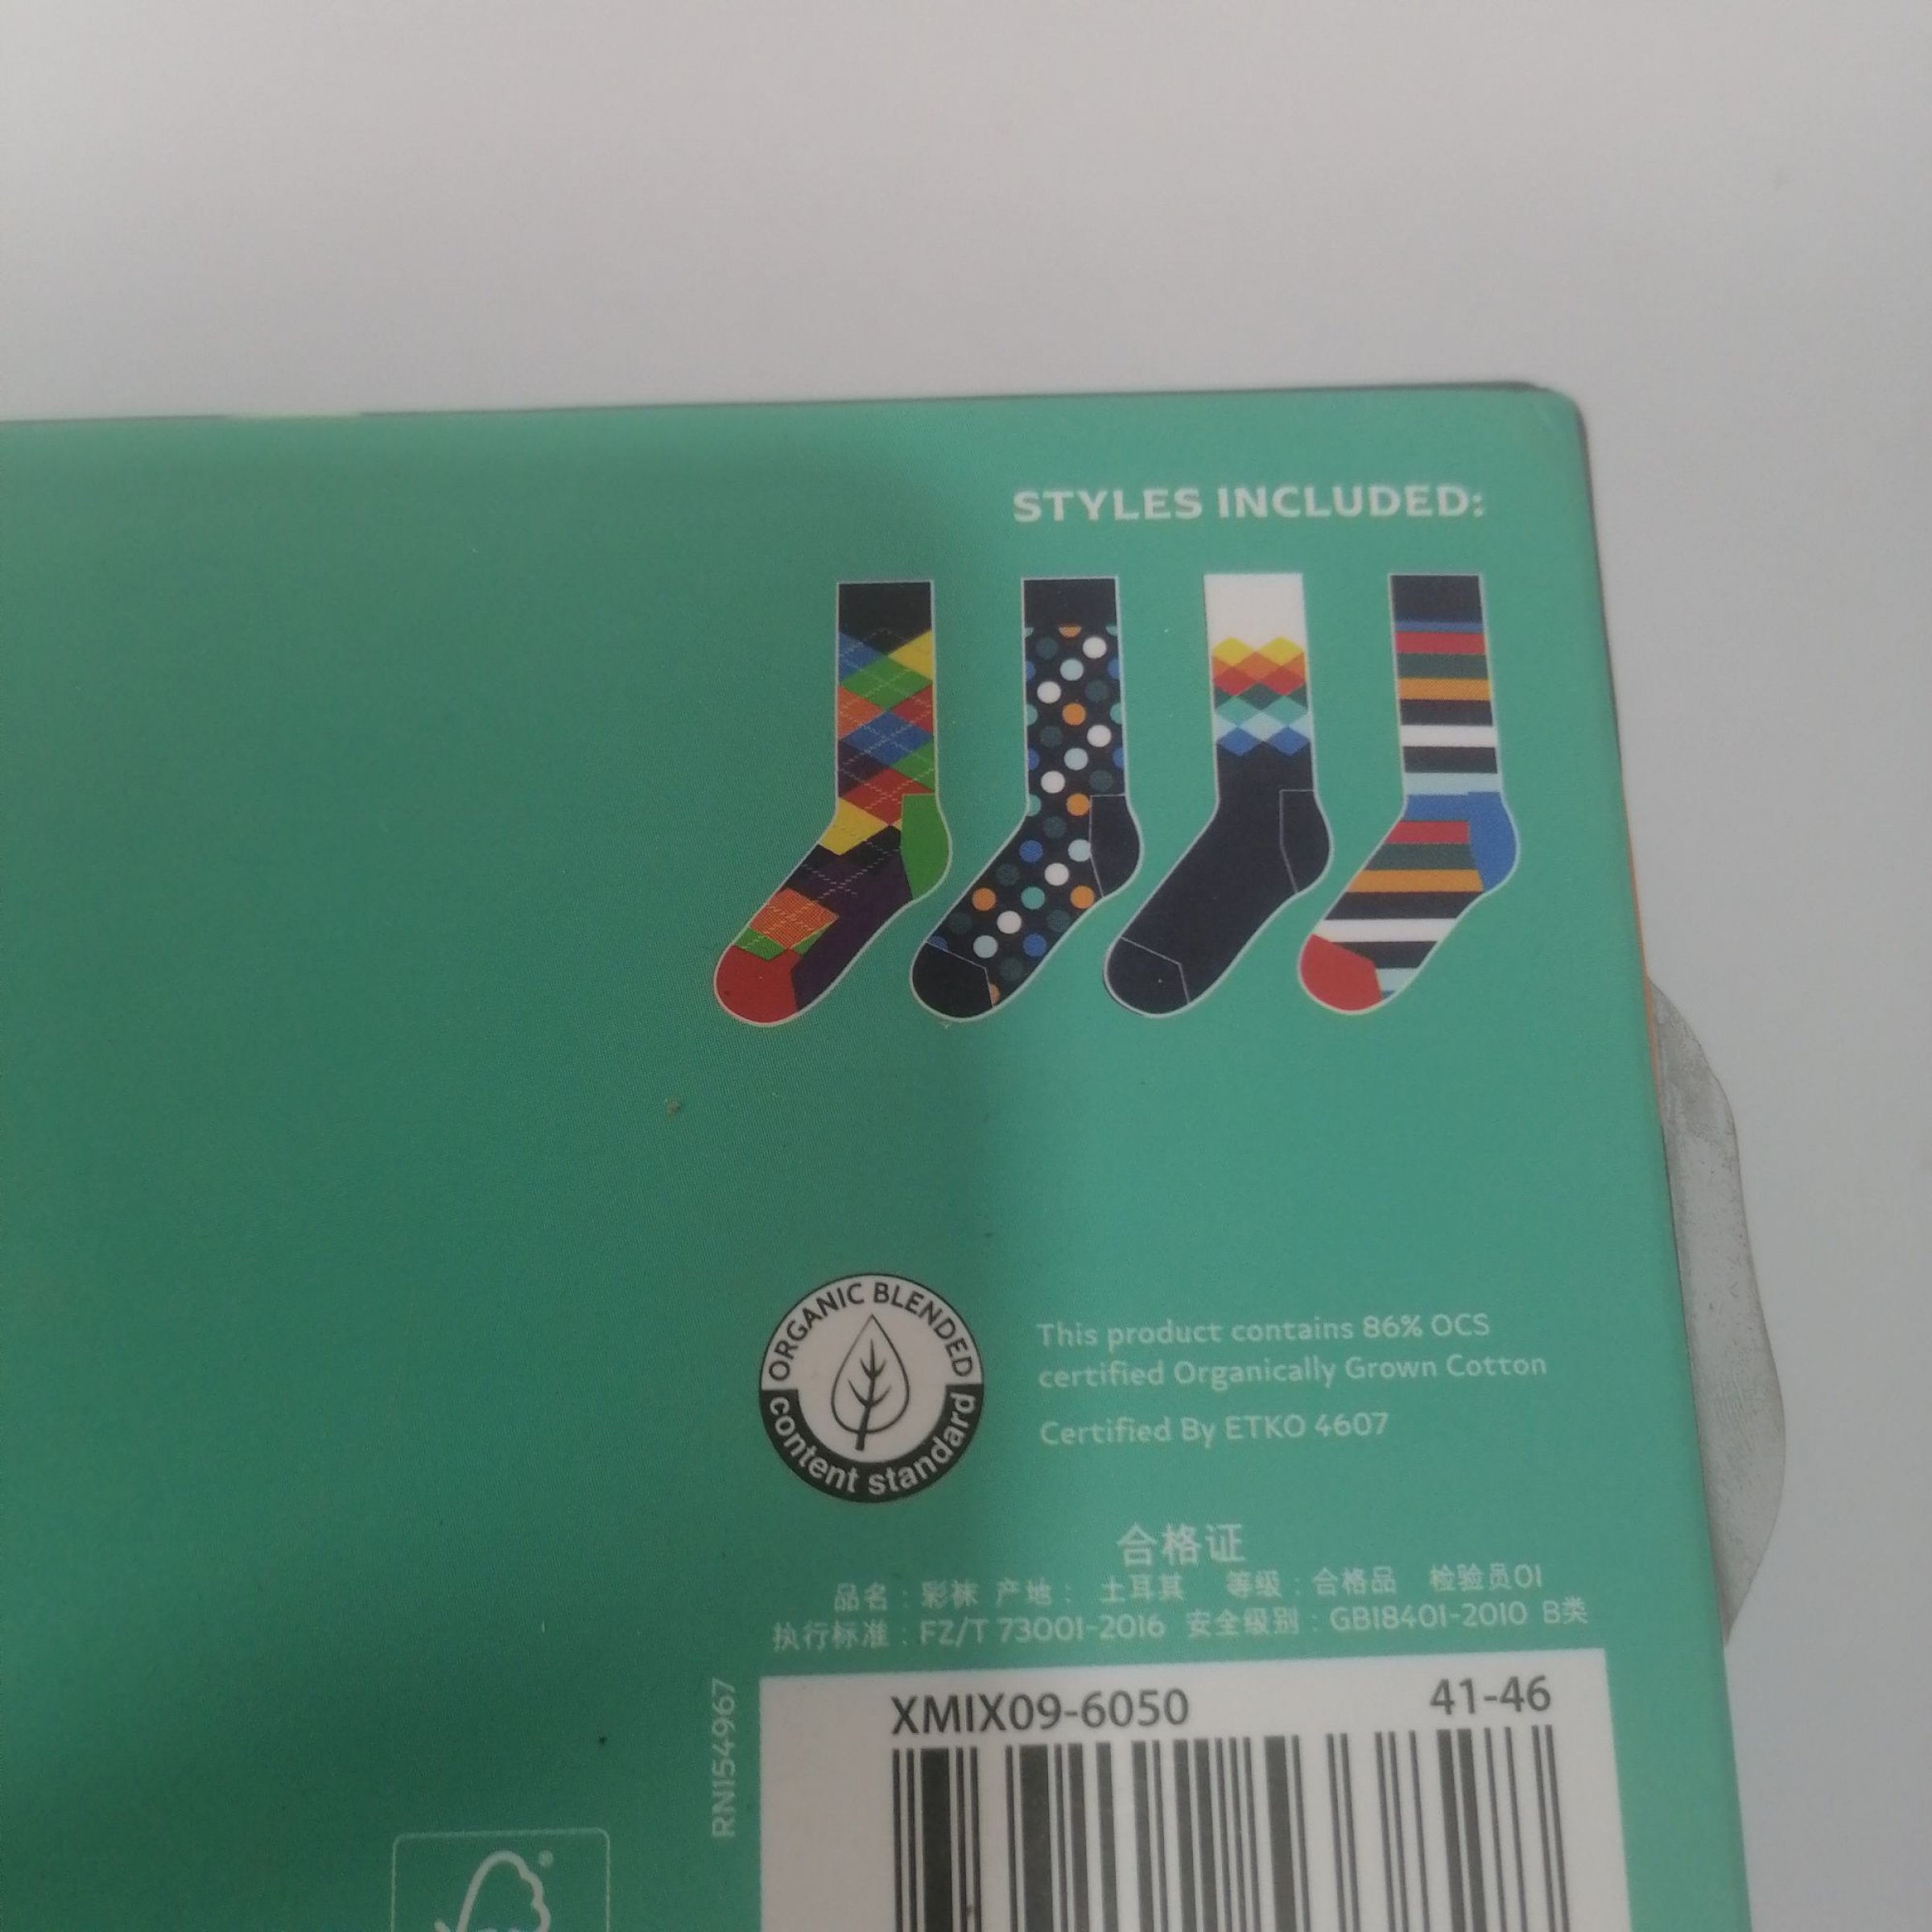 STYLES INCLUDED:
ORGANIC BLENDED
content standard
This product contains 86% OCS
certified Organically Grown Cotton
Certified By ETKO 4607
合格证
品名：彩袜 产地： 土耳其 等级：合格品 检验员01
执行标准：FZ/T 73001-2016 安全级别：GB18401-2010 B类
RN154967
XMIX09-6050 41-46
®